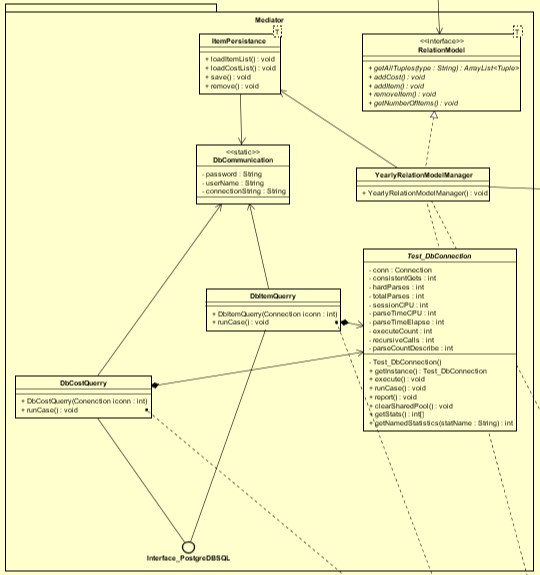 Mediator
ItemPersistance
+ loadItemList() : void
+ loadCostList() : void
+ save() : void
+ remove() : void
<<interface>>
RelationModel
+ getAllTuples(type : String) : ArrayList<Tuple>
+ addCost() : void
+ addItem() : void
+ removeItem() : void
+ getNumberOfItems() : void
<<static>>
DbCommunication
- password : String
- userName : String
- connectionString : String
YearlyRelationModelManager
+ YearlyRelationModelManager() : void
Test_DbConnection
- conn : Connection
- consistentGets : int
- hardParses : int
- totalParses : int
- sessionCPU : int
- parseTimeCPU : int
- parseTimeElapse : int
- executeCount : int
- recursiveCalls : int
- parseCountDescribe : int
- Test_DbConnection()
+ getInstance() : Test_DbConnection
+ execute() : void
+ runCase() : void
+ report() : void
- clearSharedPool() : void
+ getStats() : int[]
+ getNamedStatistics(statName : String) : int
DbItemQuerry
+ DbItemQuerry(Connection iconn : int)
+ runCase() : void
DbCostQuerry
+ DbCostQuerry(Conenction iconn : int)
+ runCase() : void
Interface_PostgreDBSQL